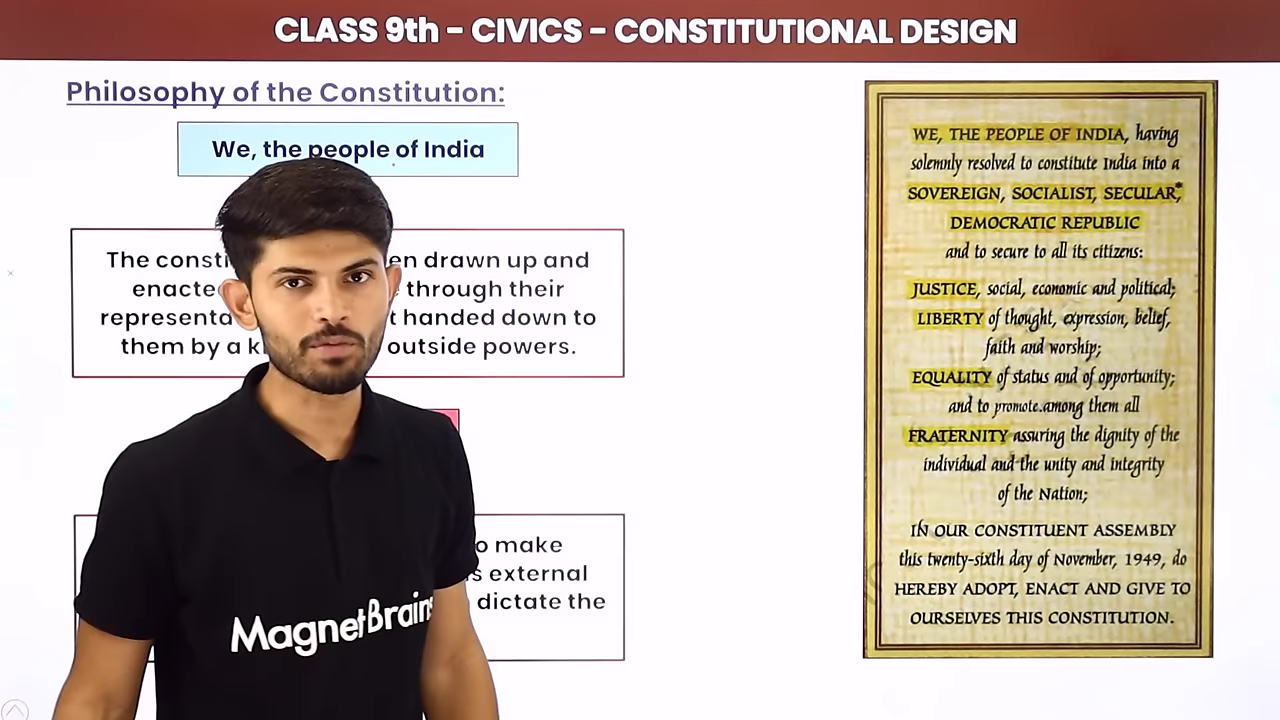 CLASS 9th - CIVICS - CONSTITUTIONAL DESIGN
Philosophy of the Constitution:
We, the people of India
The en drawn up and
through their
t handed down to
them by a outside powers.
o make
s external
dictate the
MagnetBrains
WE, THE PEOPLE OF INDIA, having
solemnly resolved to constitute India into a
SOVEREIGN, SOCIALIST, SECULAR,*
DEMOCRATIC REPUBLIC
and to secure to all its citizens:
JUSTICE, social, economic and political;
LIBERTY of thought, expression, belief,
faith and worship;
EQUALITY of status and of opportunity;
and to promote among them all
FRATERNITY assuring the dignity of the
individual and the unity and integrity
of the Nation;
IN OUR CONSTITUENT ASSEMBLY
this twenty-sixth day of November, 1949, do
HEREBY ADOPT, ENACT AND GIVE TO
OURSELVES THIS CONSTITUTION.